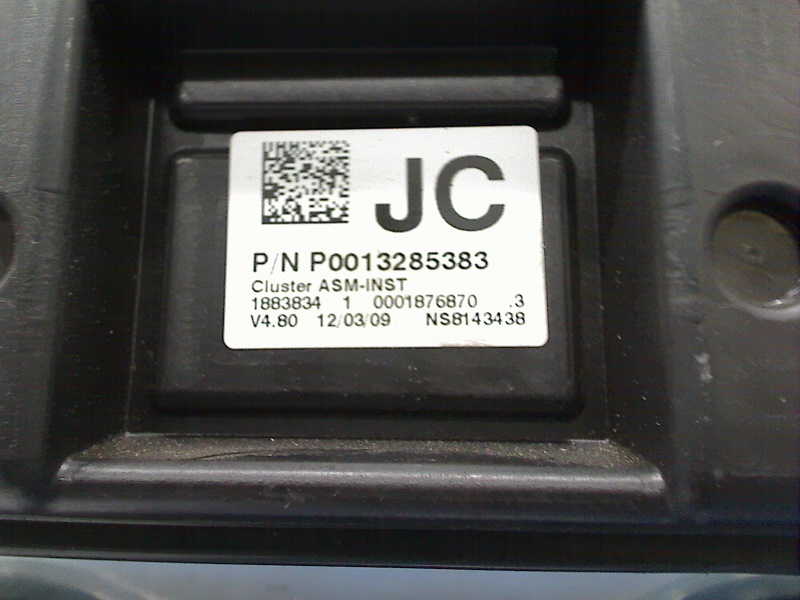 JC
P/N P0013285383
Cluster ASM-INST
1883834 1 0001876870 .3
V4.80 12/03/09 NS8143438